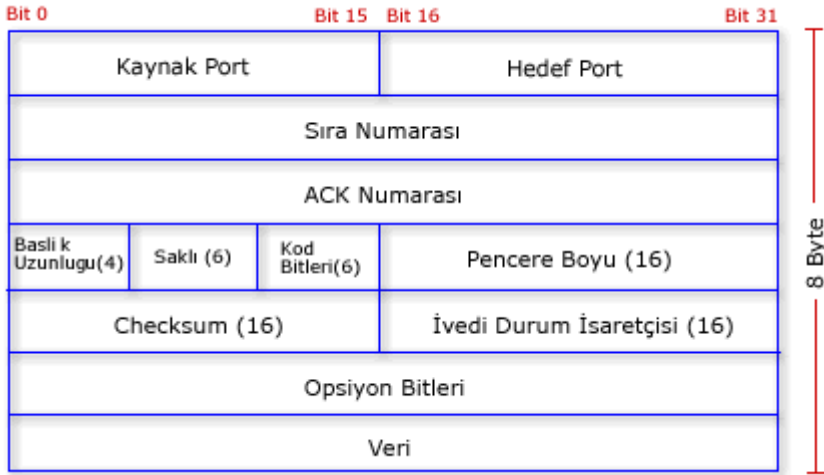 Bit 0 Bit 15 Bit 16 Bit 31
Kaynak Port Hedef Port
Sıra Numarası
ACK Numarası
Basli k
Uzunlugu(4)
Saklı (6)
Kod
Bitleri(6)
Pencere Boyu (16)
Checksum (16) İvedi Durum İsaretçisi (16)
Opsiyon Bitleri
Veri
8 Byte